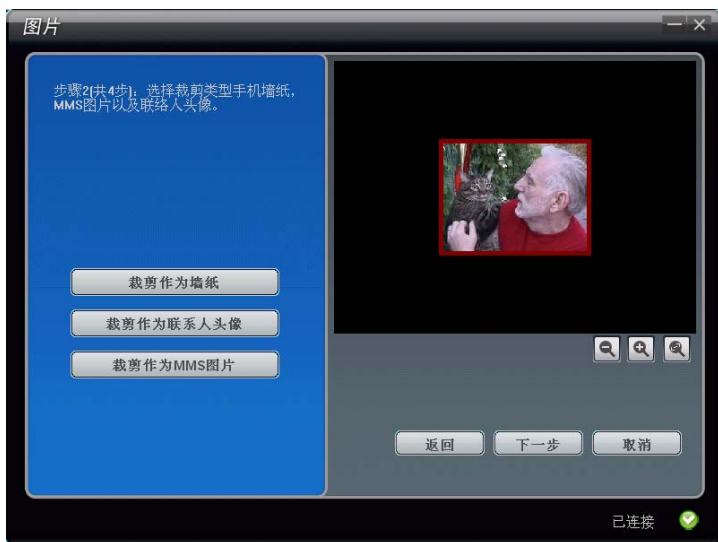 图片
步骤2(共4步)：选择裁剪类型手机墙纸，
MMS图片以及联络人头像。
裁剪作为墙纸
裁剪作为联系人头像
裁剪作为MMS图片
返回
下一步
取消
已连接